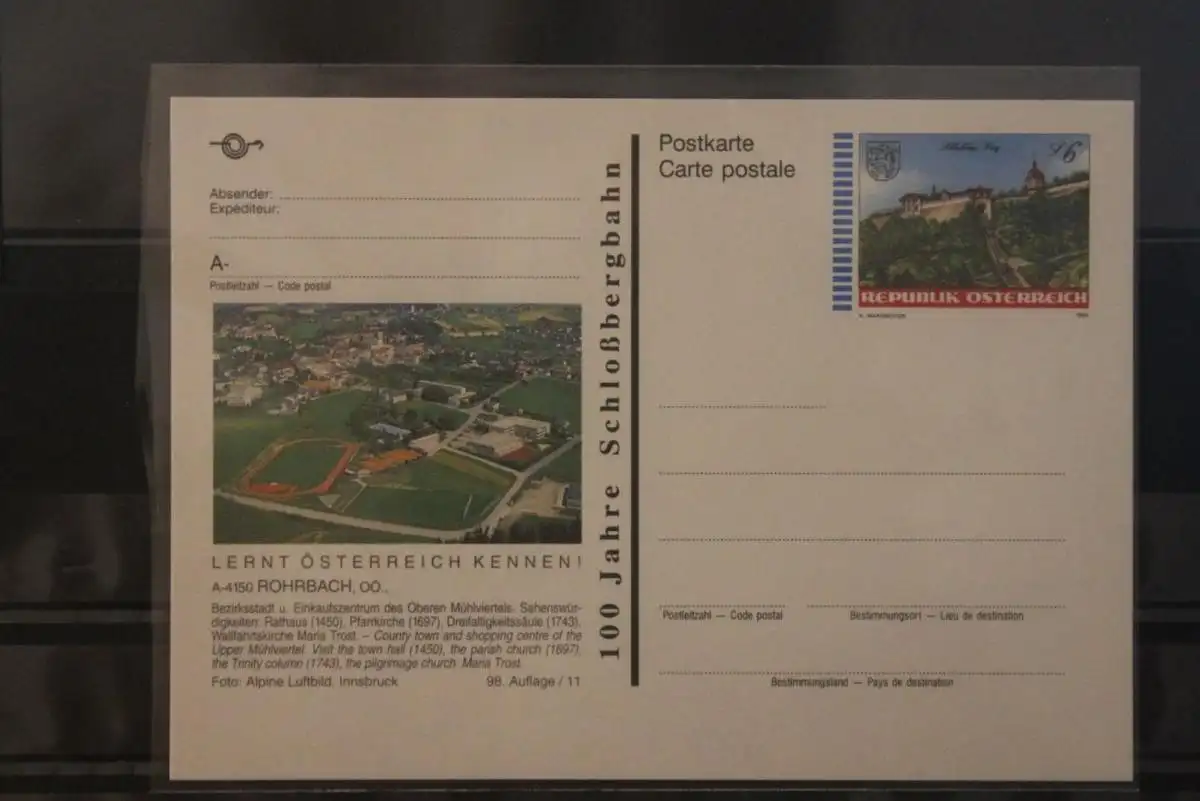 Absender:
Expéditeur:
A-
Postleitzahl — Code postal
LERNT ÖSTERREICH KENNEN!
A-4150 ROHRBACH, OÖ.,
Bezirksstadt u. Einkaufszentrum des Oberen Mühlviertels. Sehenswür-
digkeiten: Rathaus (1450), Pfarrkirche (1697), Dreifaltigkeitssäule (1743),
Wallfahrtskirche Maria Trost. – County town and shopping centre of the
Upper Mühlviertel. Visit the town hall (1450), the parish church (1697),
the Trinity column (1743), the pilgrimage church Maria Trost.
Foto: Alpine Luftbild, Innsbruck 98. Auflage / 11
100 Jahre Schloßbergbahn
Postkarte
Carte postale
S 6
REPUBLIK ÖSTERREICH
Postleitzahl — Code postal Bestimmungsort — Lieu de destination
Bestimmungsland — Pays de destination